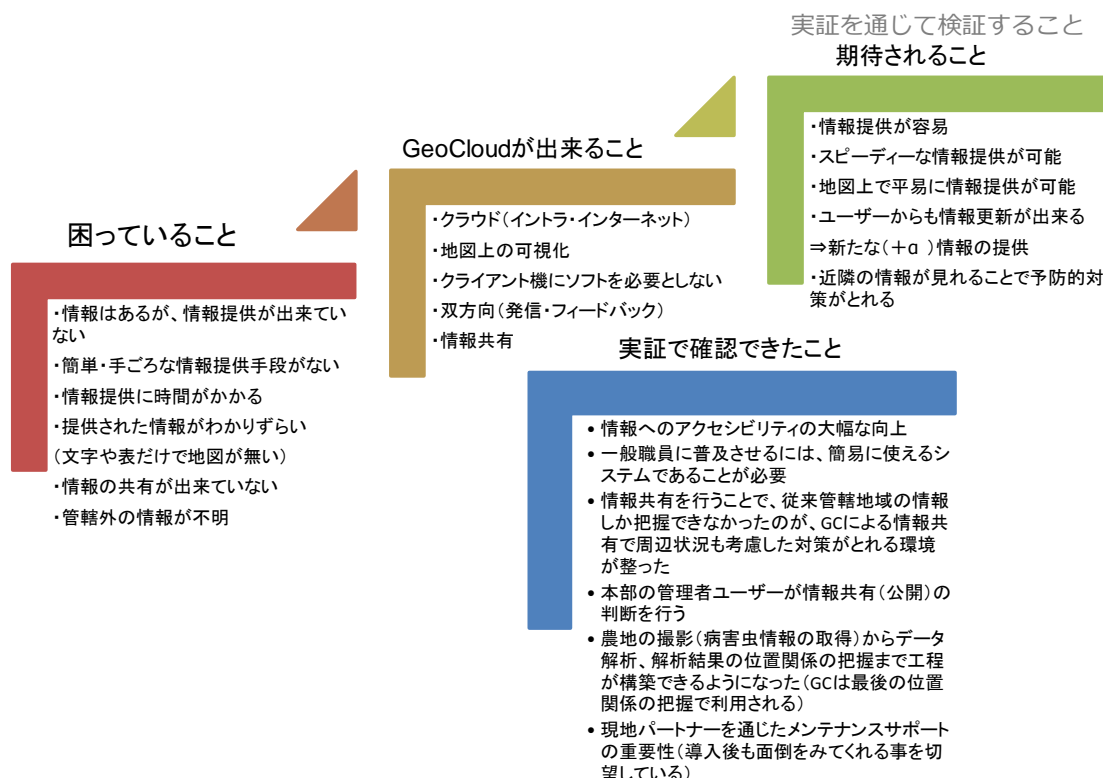 困っていること
・情報はあるが、情報提供が出来てい
ない
・簡単・手ごろな情報提供手段がない
・情報提供に時間がかかる
・提供された情報がわかりずらい
(文字や表だけで地図が無い)
・情報の共有が出来ていない
・管轄外の情報が不明
GeoCloudが出来ること
・クラウド(イントラ・インターネット)
・地図上の可視化
・クライアント機にソフトを必要としない
・双方向(発信・フィードバック)
・情報共有
実証を通じて検証すること
期待されること
・情報提供が容易
・スピーディーな情報提供が可能
・地図上で平易に情報提供が可能
・ユーザーからも情報更新が出来る
⇒新たな(+α )情報の提供
・近隣の情報が見れることで予防的対
策がとれる
実証で確認できたこと
• 情報へのアクセシビリティの大幅な向上
• 一般職員に普及させるには、簡易に使えるシ
ステムであることが必要
• 情報共有を行うことで、従来管轄地域の情報
しか把握できなかったのが、GCによる情報共
有で周辺状況も考慮した対策がとれる環境
が整った
• 本部の管理者ユーザーが情報共有(公開)の
判断を行う
• 農地の撮影(病害虫情報の取得)からデータ
解析、解析結果の位置関係の把握まで工程
が構築できるようになった(GCは最後の位置
関係の把握で利用される)
• 現地パートナーを通じたメンテナンスサポート
の重要性(導入後も面倒をみてくれる事を切
望している)